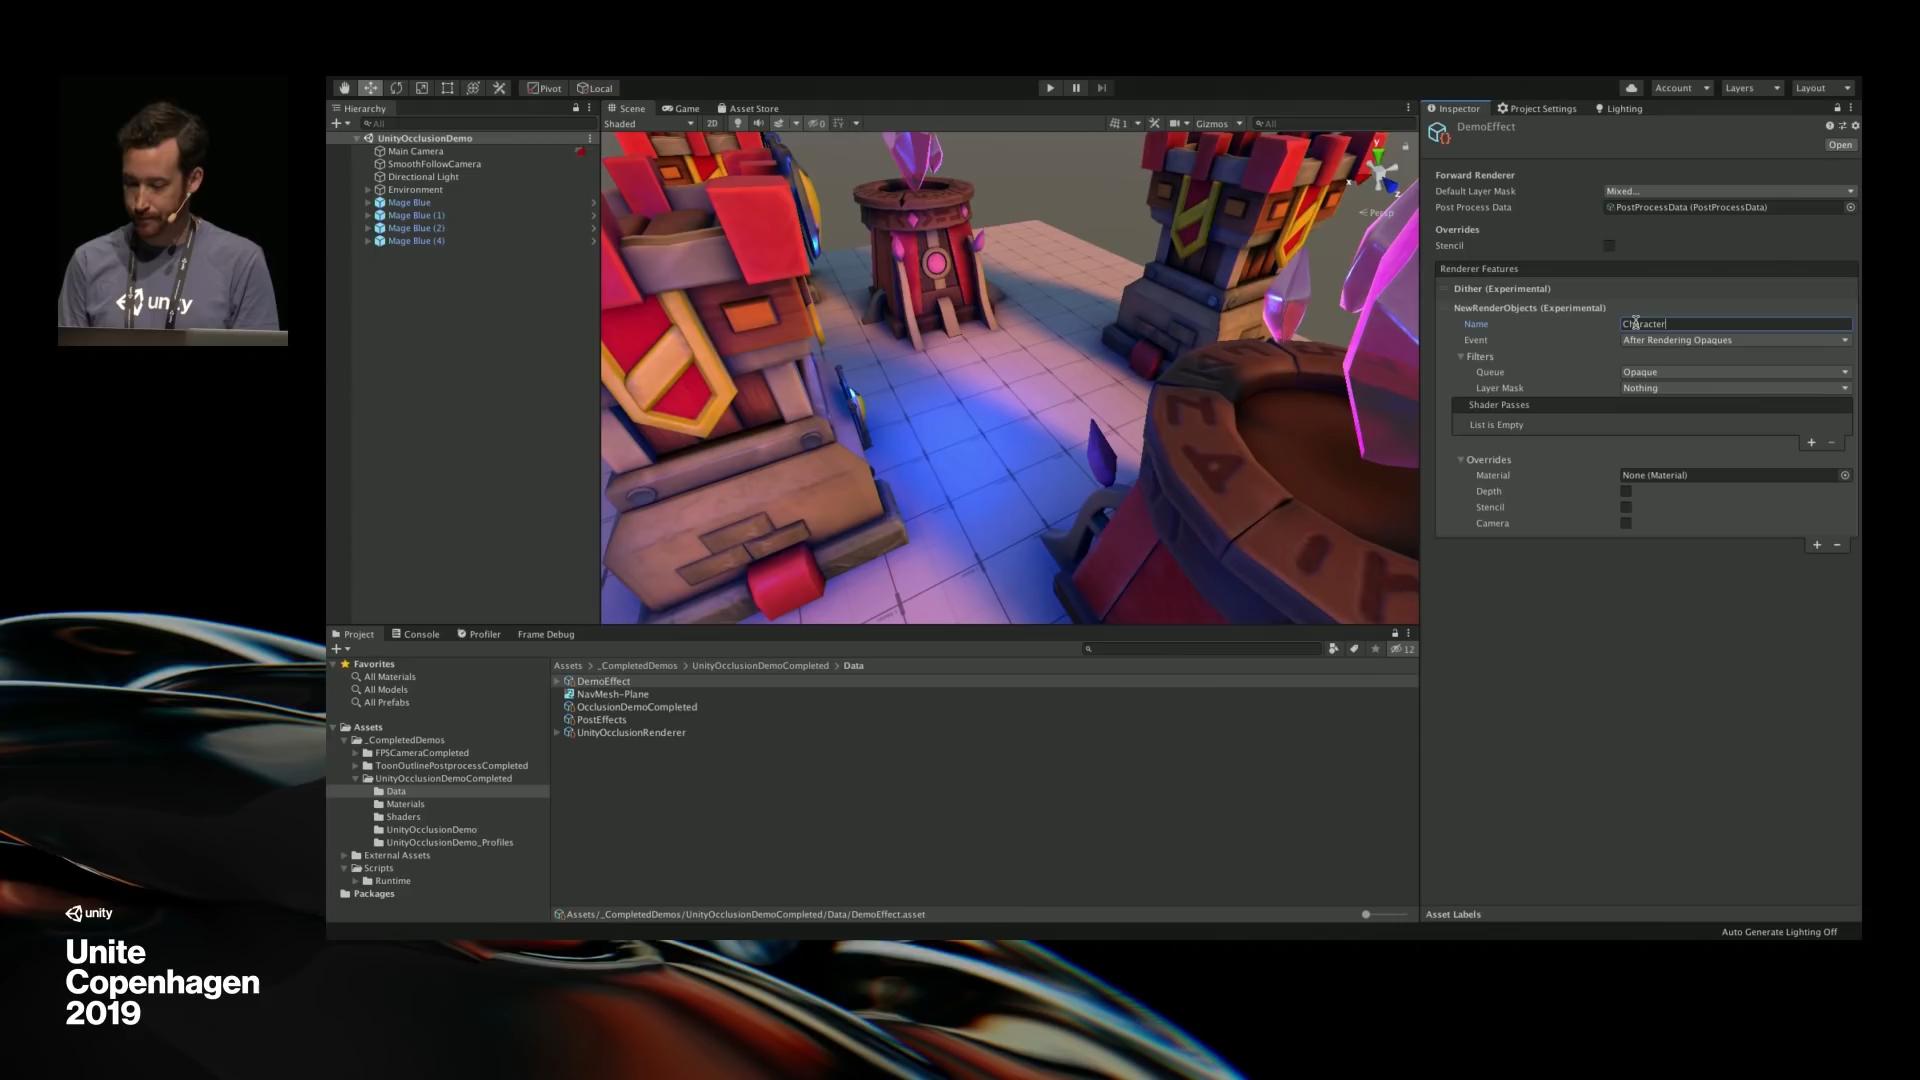 unity
Pivot
Local
Account
Layers
Layout
Hierarchy
All
UnityOcclusionDemo
Main Camera
SmoothFollowCamera
Directional Light
Environment
Mage Blue
Mage Blue (1)
Mage Blue (2)
Mage Blue (4)
Scene
Game
Asset Store
Shaded
2D
0
1
Gizmos
All
Y
X
Z
Persp
Inspector
Project Settings
Lighting
DemoEffect
Open
Forward Renderer
Default Layer Mask
Mixed...
Post Process Data
PostProcessData (PostProcessData)
Overrides
Stencil
Renderer Features
Dither (Experimental)
NewRenderObjects (Experimental)
Name
Character
Event
After Rendering Opaques
Filters
Queue
Opaque
Layer Mask
Nothing
Shader Passes
List is Empty
Overrides
Material
None (Material)
Depth
Stencil
Camera
Project
Console
Profiler
Frame Debug
12
Favorites
All Materials
All Models
All Prefabs
Assets
_CompletedDemos
FPSCameraCompleted
ToonOutlinePostprocessCompleted
UnityOcclusionDemoCompleted
Data
Materials
Shaders
UnityOcclusionDemo
UnityOcclusionDemo_Profiles
External Assets
Scripts
Runtime
Packages
Assets > _CompletedDemos > UnityOcclusionDemoCompleted > Data
DemoEffect
NavMesh-Plane
OcclusionDemoCompleted
PostEffects
UnityOcclusionRenderer
Assets/_CompletedDemos/UnityOcclusionDemoCompleted/Data/DemoEffect.asset
Asset Labels
Auto Generate Lighting Off
unity
Unite
Copenhagen
2019